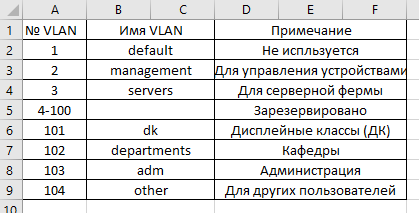 A B C D E F
1 № VLAN Имя VLAN Примечание
2 1 default Не испльзуется
3 2 management Для управления устройствами
4 3 servers Для серверной фермы
5 4-100 Зарезервировано
6 101 dk Дисплейные классы (ДК)
7 102 departments Кафедры
8 103 adm Администрация
9 104 other Для других пользователей
10